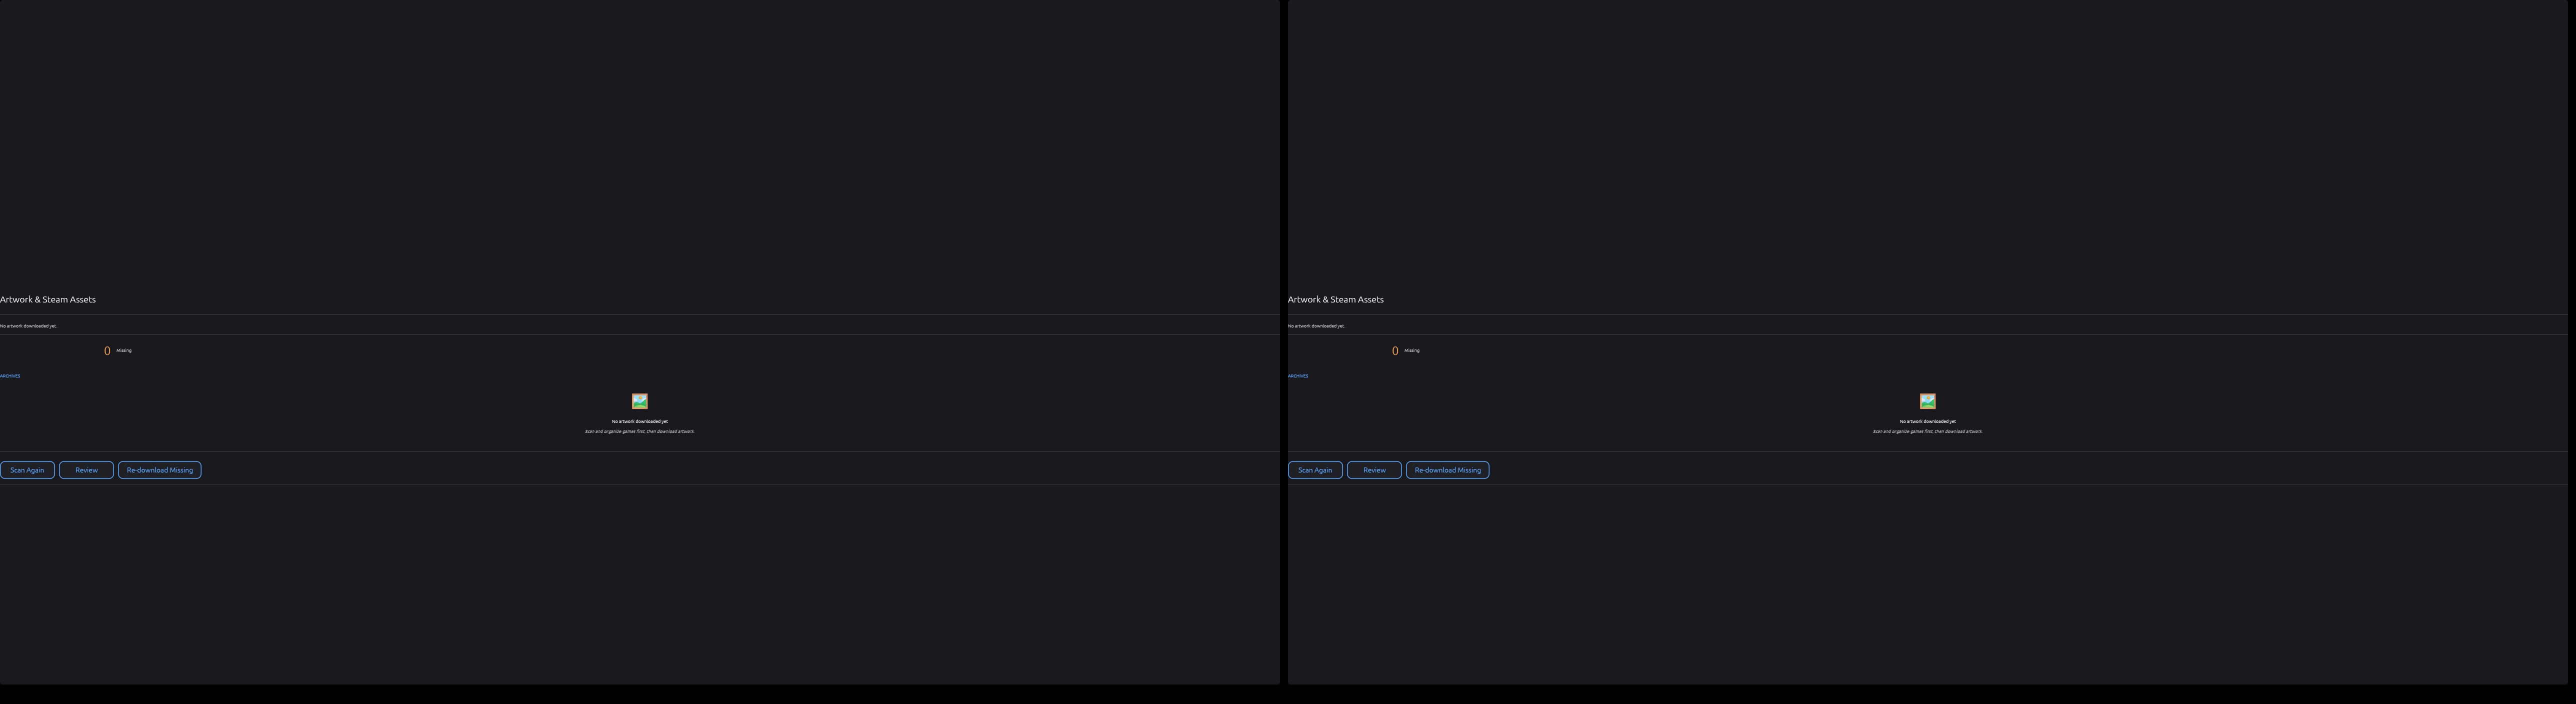 Artwork & Steam Assets
No artwork downloaded yet.
0 Missing
ARCHIVES
No artwork downloaded yet
Scan and organize games first, then download artwork.
Scan Again
Review
Re-download Missing
Artwork & Steam Assets
No artwork downloaded yet.
0 Missing
ARCHIVES
No artwork downloaded yet
Scan and organize games first, then download artwork.
Scan Again
Review
Re-download Missing